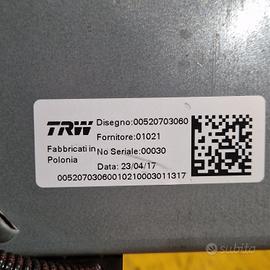 TRW
Disegno:00520703060
Fornitore:01021
Fabbricati in
Polonia
No Seriale:00030
Data: 23/04/17
00520703060010210003011317
subito